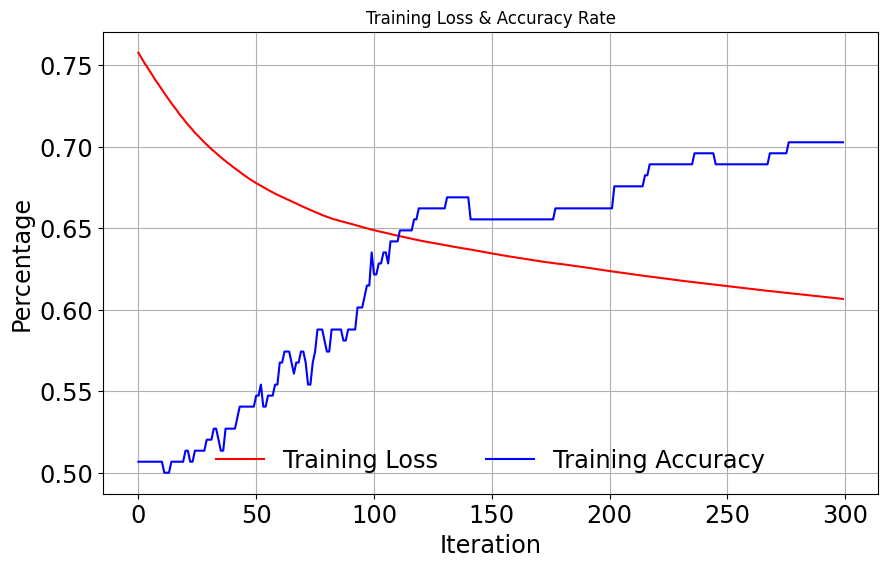 Training Loss & Accuracy Rate
Percentage
0.75
0.70
0.65
0.60
0.55
0.50
Training Loss
Training Accuracy
0 50 100 150 200 250 300
Iteration